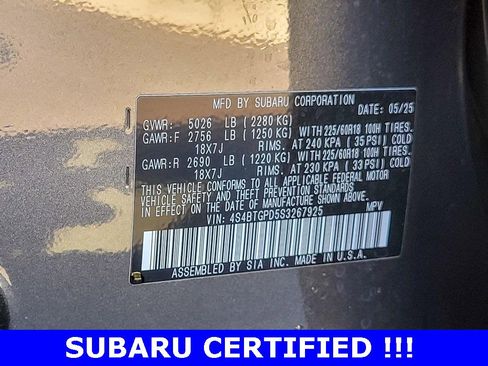 MFD BY SUBARU CORPORATION
DATE: 05/25
GVWR: 5026 LB (2280 KG)
GAWR:F 2756 LB (1250 KG) WITH 225/60R18 100H TIRES.
18X7J RIMS. AT 240 KPA (35 PSI) COLD
GAWR:R 2690 LB (1220 KG) WITH 225/60R18 100H TIRES.
18X7J RIMS. AT 230 KPA (33 PSI) COLD
THIS VEHICLE CONFORMS TO ALL APPLICABLE FEDERAL MOTOR
VEHICLE SAFETY, BUMPER, AND THEFT PREVENTION STANDARDS
IN EFFECT ON THE DATE OF MANUFACTURE SHOWN ABOVE.
VIN: 4S4BTGPD5S3267925 MPV
ASSEMBLED BY SIA INC. MADE IN U.S.A.
SUBARU CERTIFIED !!!